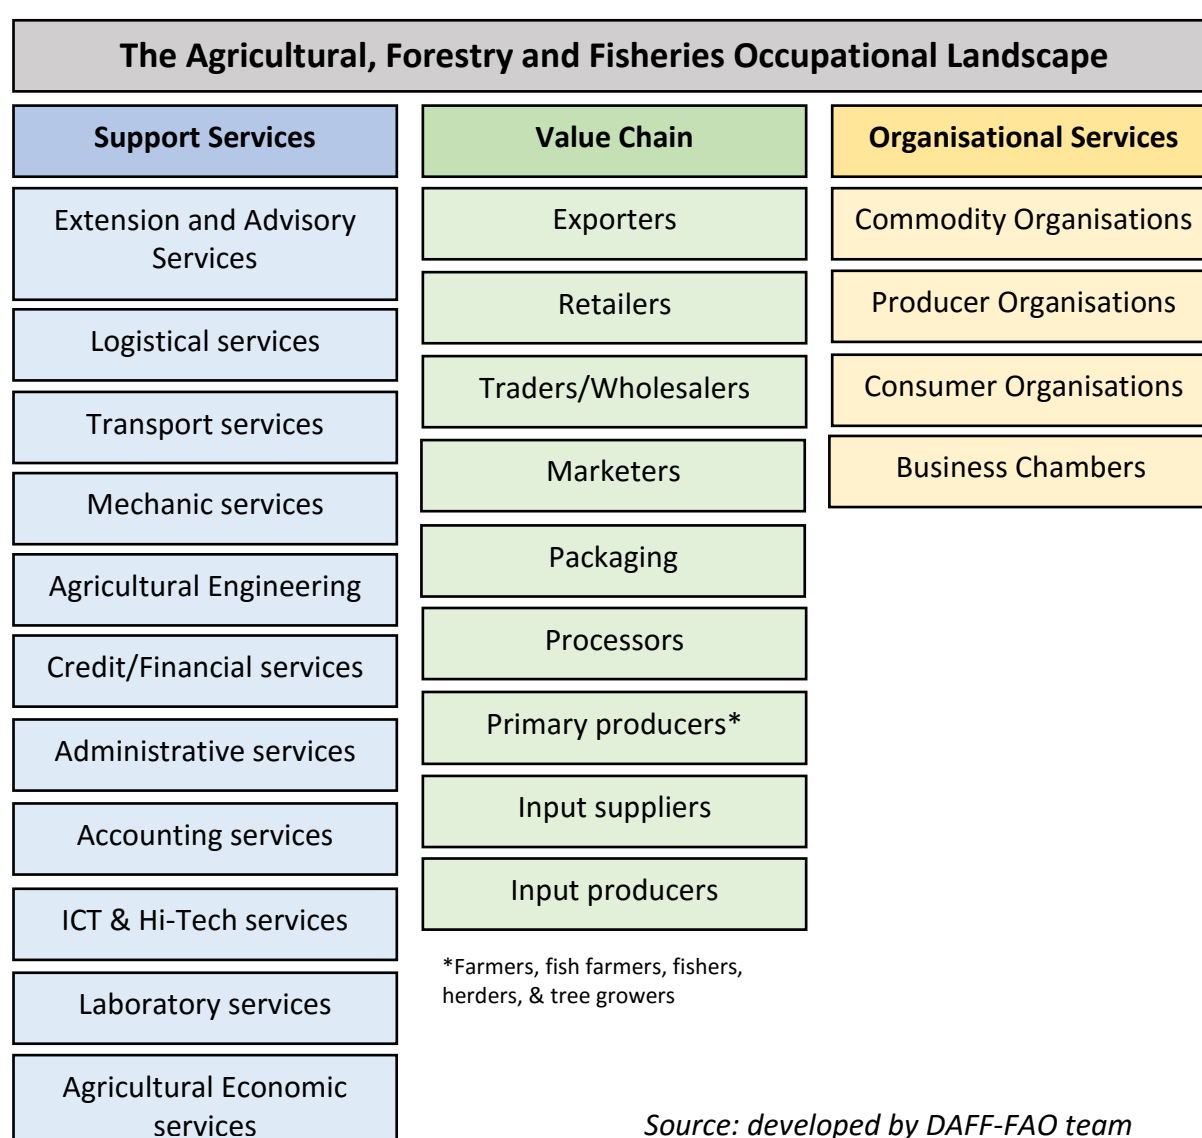 The Agricultural, Forestry and Fisheries Occupational Landscape
Support Services
Extension and Advisory
Services
Logistical services
Transport services
Mechanic services
Agricultural Engineering
Credit/Financial services
Administrative services
Accounting services
ICT & Hi-Tech services
Laboratory services
Agricultural Economic
services
Value Chain
Exporters
Retailers
Traders/Wholesalers
Marketers
Packaging
Processors
Primary producers*
Input suppliers
Input producers
*Farmers, fish farmers, fishers,
herders, & tree growers
Organisational Services
Commodity Organisations
Producer Organisations
Consumer Organisations
Business Chambers
Source: developed by DAFF-FAO team